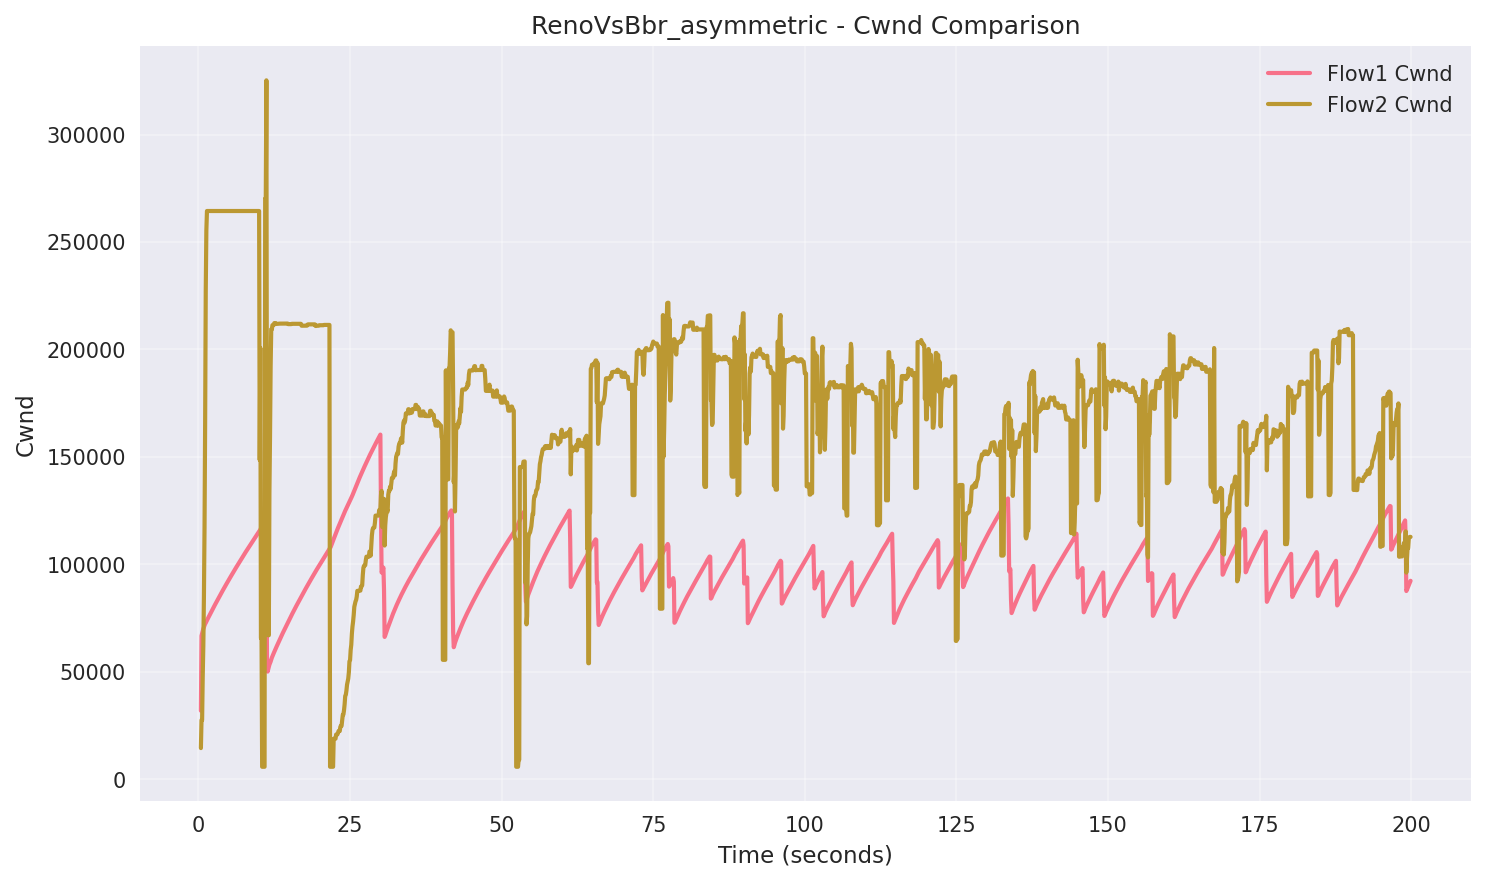 RenoVsBbr_asymmetric - Cwnd Comparison
Flow1 Cwnd
Flow2 Cwnd
300000
250000
200000
150000
100000
50000
0
Cwnd
0 25 50 75 100 125 150 175 200
Time (seconds)